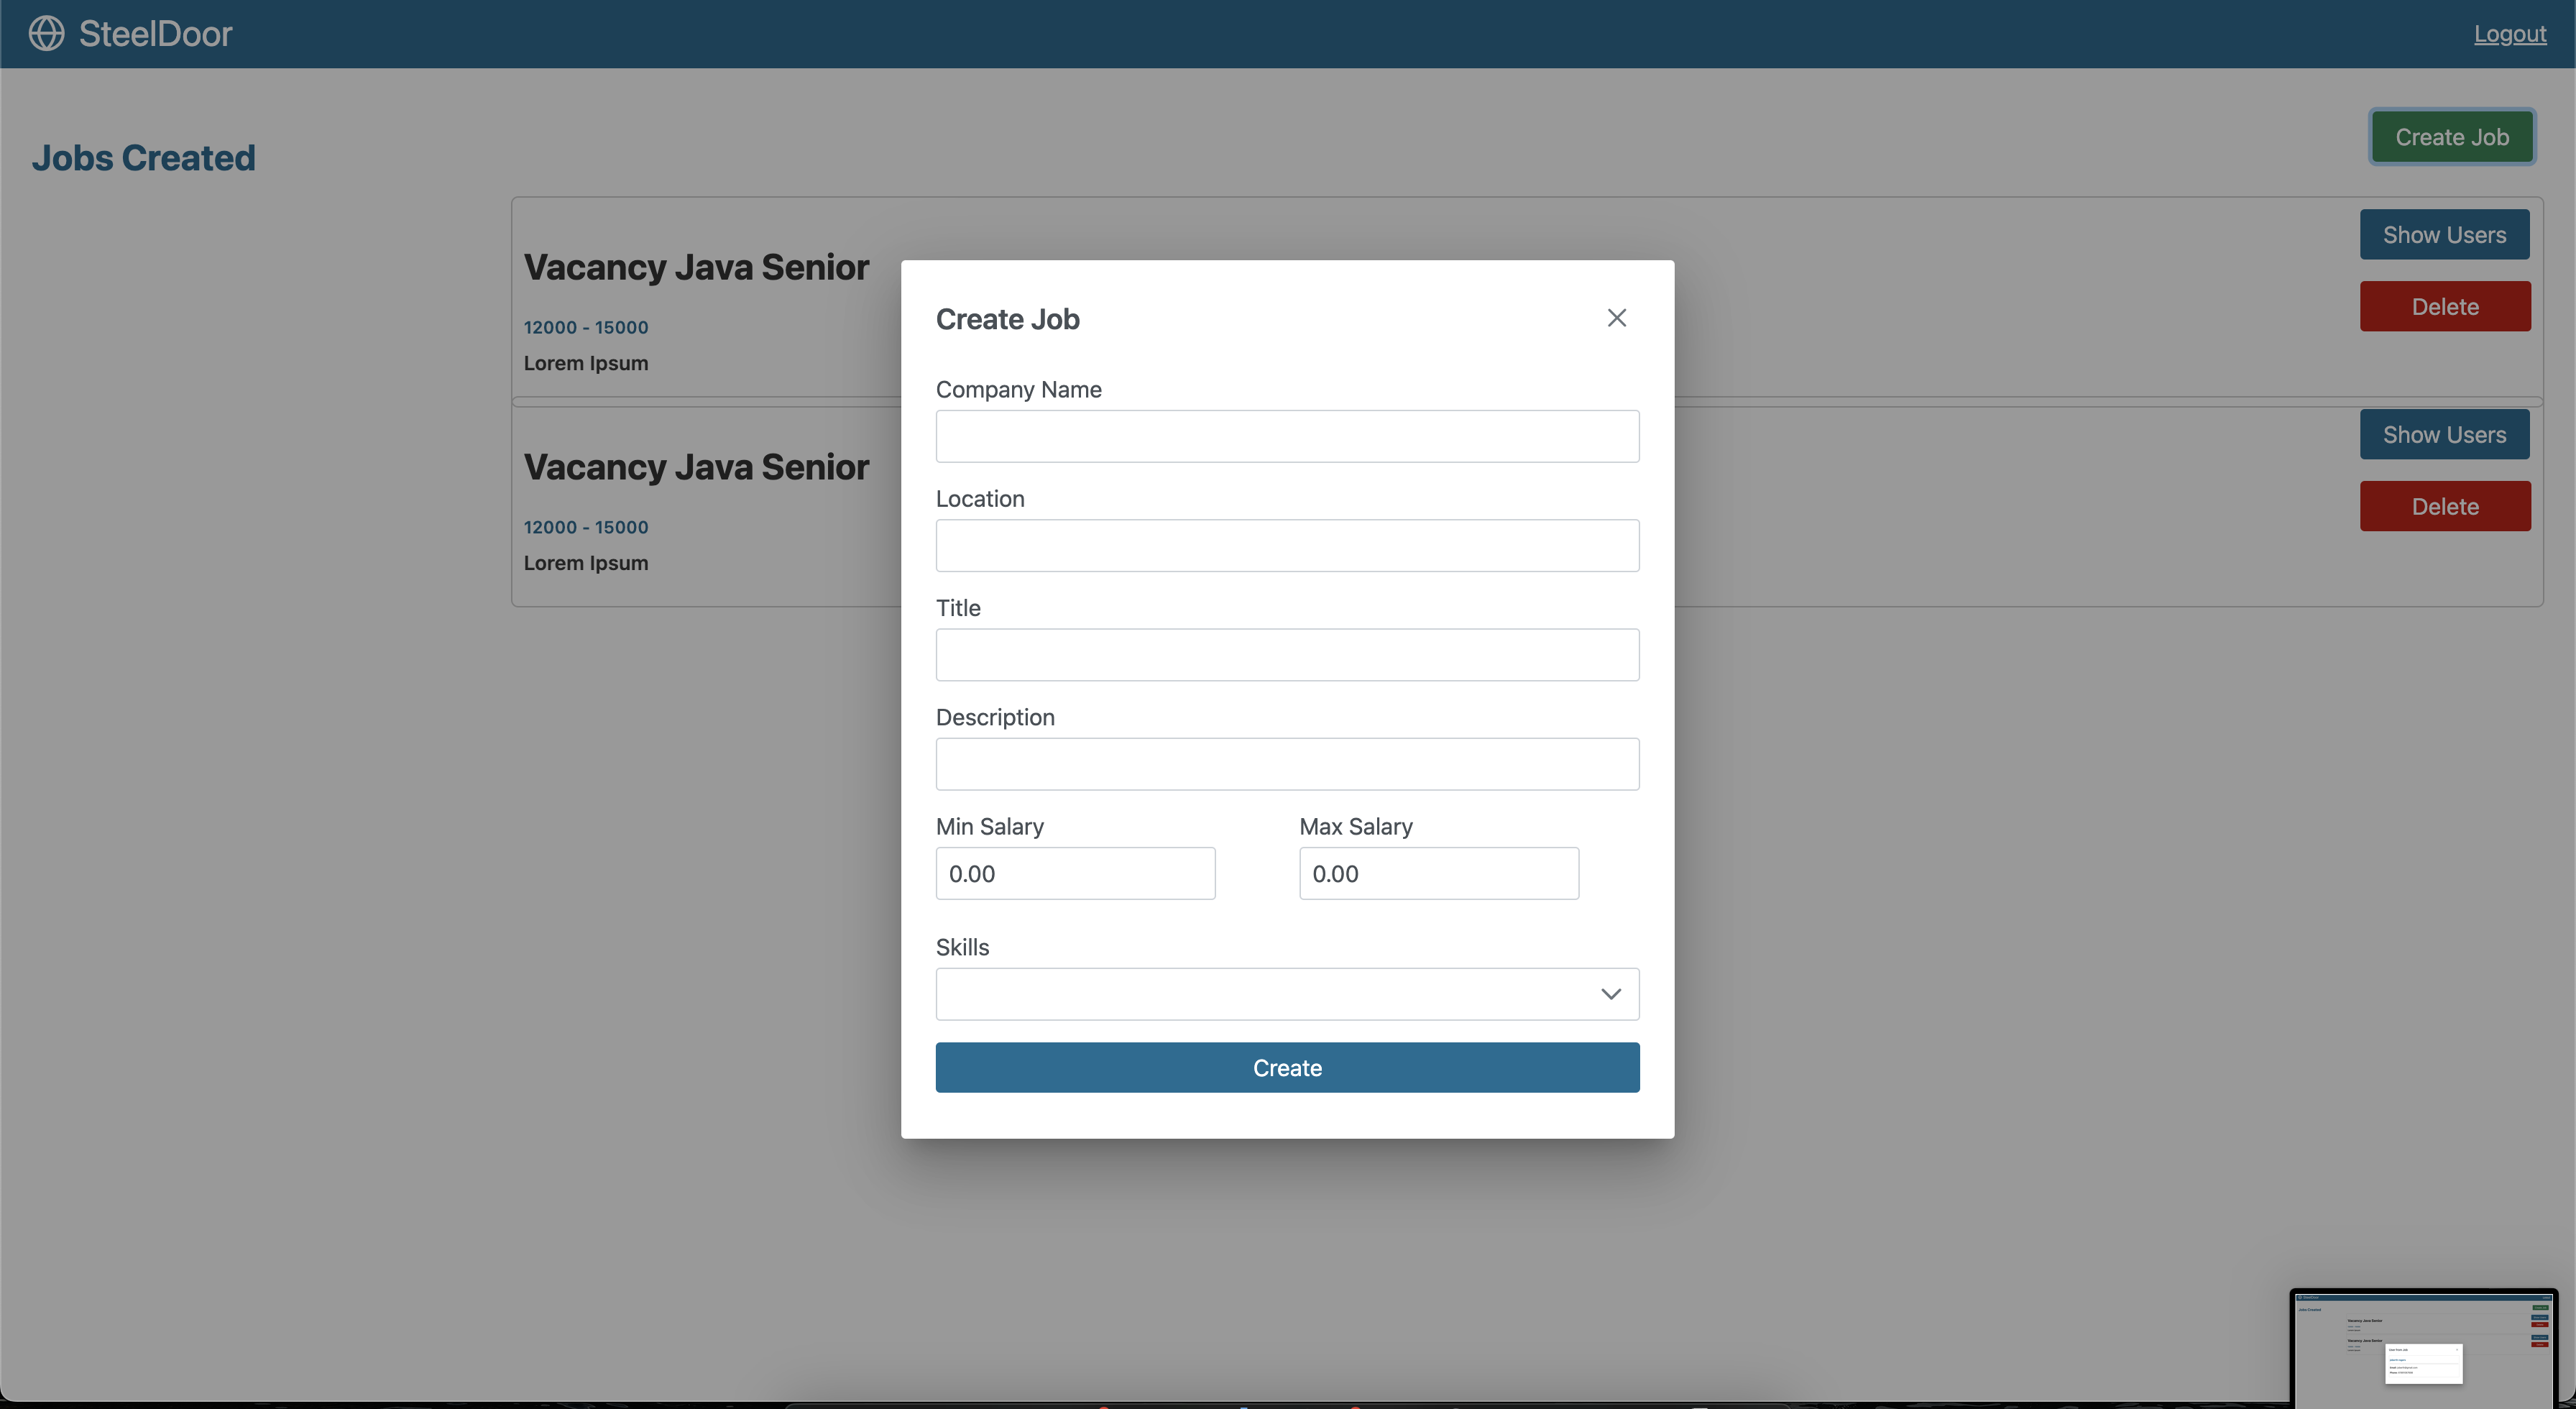 SteelDoor
Logout
Jobs Created
Create Job
Vacancy Java Senior
12000 - 15000
Lorem Ipsum
Show Users
Delete
Vacancy Java Senior
12000 - 15000
Lorem Ipsum
Show Users
Delete
Create Job
Company Name
Location
Title
Description
Min Salary
Max Salary
0.00
0.00
Skills
Create